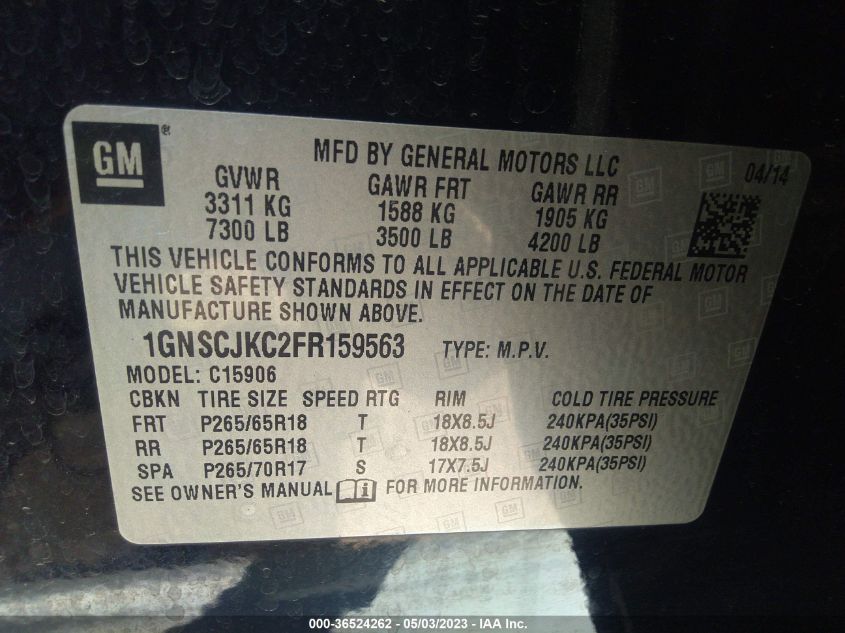 GM ®
MFD BY GENERAL MOTORS LLC
04/14
GVWR GAWR FRT GAWR RR
3311 KG 1588 KG 1905 KG
7300 LB 3500 LB 4200 LB
THIS VEHICLE CONFORMS TO ALL APPLICABLE U.S. FEDERAL MOTOR
VEHICLE SAFETY STANDARDS IN EFFECT ON THE DATE OF
MANUFACTURE SHOWN ABOVE.
1GNSCJKC2FR159563 TYPE: M.P.V.
MODEL: C15906
CBKN TIRE SIZE SPEED RTG RIM COLD TIRE PRESSURE
FRT P265/65R18 T 18X8.5J 240KPA(35PSI)
RR P265/65R18 T 18X8.5J 240KPA(35PSI)
SPA P265/70R17 S 17X7.5J 240KPA(35PSI)
SEE OWNER'S MANUAL FOR MORE INFORMATION.
000-36524262 - 05/03/2023 - IAA Inc.